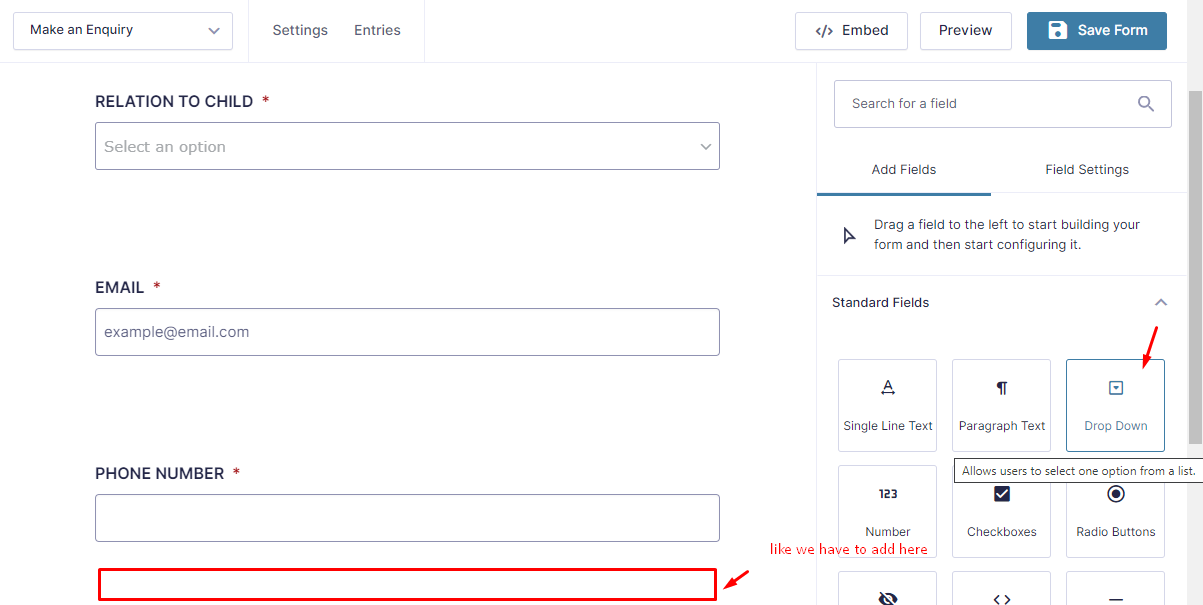 Make an Enquiry
Settings
Entries
</> Embed
Preview
Save Form
RELATION TO CHILD *
Select an option
EMAIL *
example@email.com
PHONE NUMBER *
Search for a field
Add Fields
Field Settings
Drag a field to the left to start building your
form and then start configuring it.
Standard Fields
A
Single Line Text
¶
Paragraph Text
Drop Down
Allows users to select one option from a list.
123
Number
Checkboxes
Radio Buttons
like we have to add here